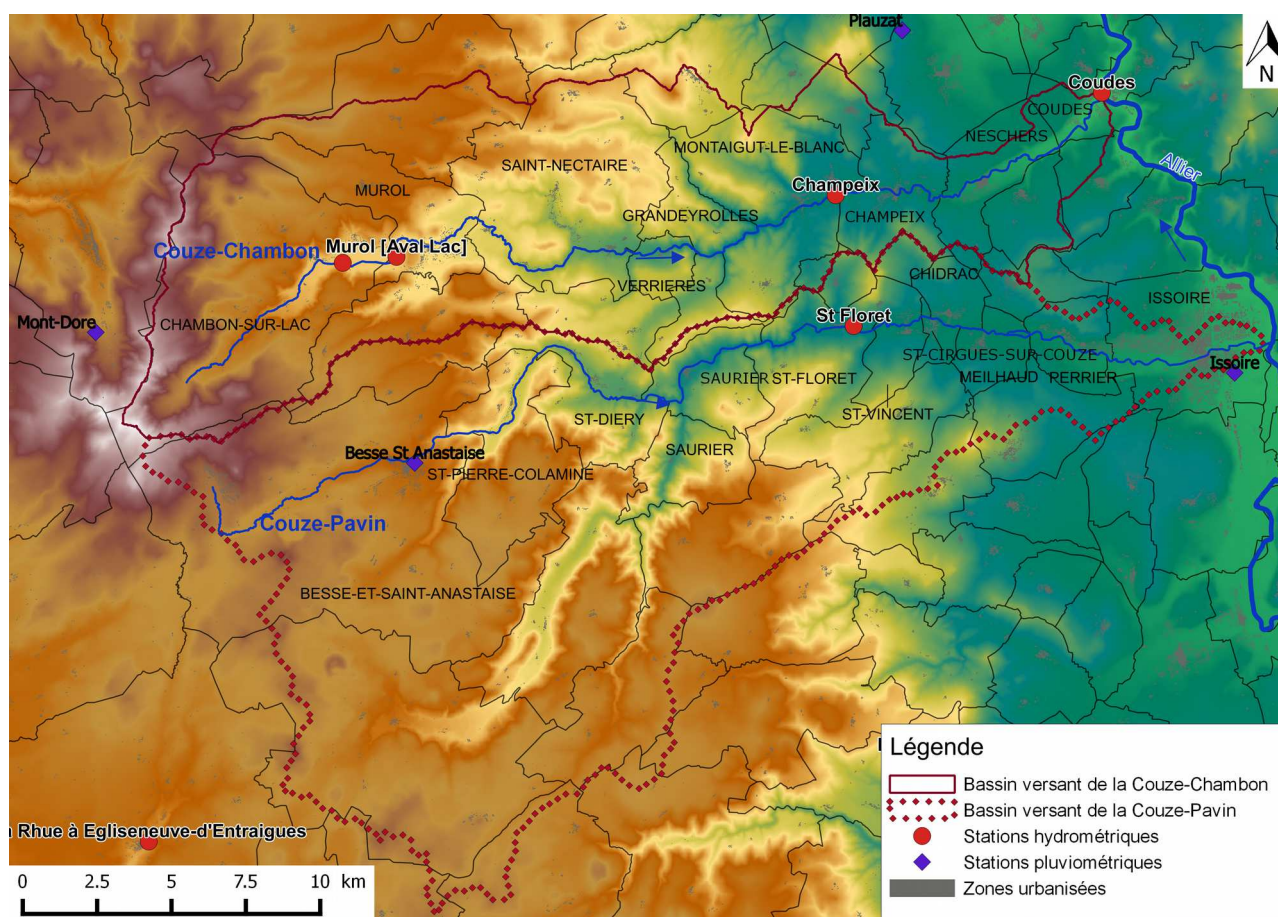 Plauzat
N
Coudes
COUDES
NESCHERS
MONTAIGUT-LE-BLANC
SAINT-NECTAIRE
Allier
MUROL
Champeix
GRANDEYROLLES
CHAMPEIX
Couze-Chambon
Murol [Aval Lac]
CHIDRAC
VERRIERES
ISSOIRE
Mont-Dore
CHAMBON-SUR-LAC
St Floret
ST-CIRGUES-SUR-COUZE
Issoire
SAURIER
ST-FLORET
MEILHAUD
PERRIER
ST-DIERY
ST-VINCENT
Besse St Anastaise
SAURIER
ST-PIERRE-COLAMINE
Couze-Pavin
BESSE-ET-SAINT-ANASTAISE
Légende
Bassin versant de la Couze-Chambon
Bassin versant de la Couze-Pavin
Stations hydrométriques
Stations pluviométriques
Zones urbanisées
Rhue à Egliseneuve-d'Entraigues
0 2.5 5 7.5 10 km